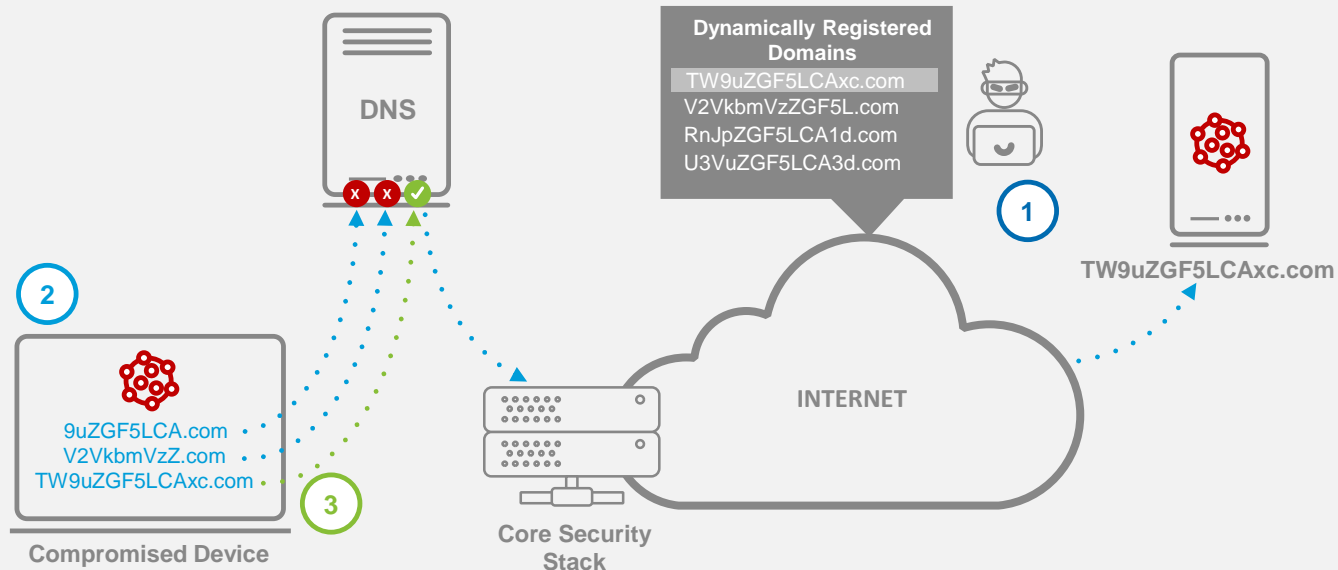 Dynamically Registered
Domains
TW9uZGF5LCAxc.com
V2VkbmVzZGF5L.com
RnJpZGF5LCA1d.com
U3VuZGF5LCA3d.com
DNS
x
x
1
TW9uZGF5LCAxc.com
2
9uZGF5LCA.com
V2VkbmVzZ.com
TW9uZGF5LCAxc.com
3
Compromised Device
Core Security
Stack
INTERNET